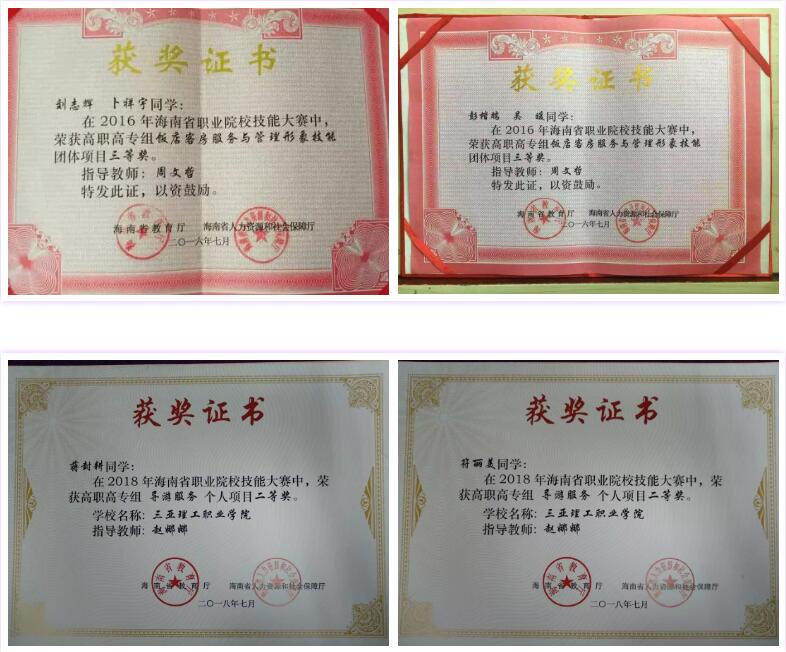 获奖证书
刘志辉 卜祥宇同学:
在2016年海南省职业院校技能大赛中,
荣获高职高专组饭店客房服务与管理形象技能
团体项目三等奖。
指导教师: 周文哲
特发此证,以资鼓励。
海南省教育厅 海南省人力资源和社会保障厅
二〇一六年七月
获奖证书
彭楷瑞 吴媛同学:
在2016年海南省职业院校技能大赛中,
荣获高职高专组饭店客房服务与管理形象技能
团体项目三等奖。
指导教师: 周文哲
特发此证,以资鼓励。
海南省教育厅 海南省人力资源和社会保障厅
二〇一六年七月
获奖证书
蒋封耕同学:
在2018年海南省职业院校技能大赛中,荣
获高职高专组 导游服务 个人项目二等奖。
学校名称: 三亚理工职业学院
指导教师: 赵娜娜
海南省教育厅 海南省人力资源和社会保障厅
二〇一八年七月
获奖证书
符丽美同学:
在2018年海南省职业院校技能大赛中,荣
获高职高专组 导游服务 个人项目二等奖。
学校名称: 三亚理工职业学院
指导教师: 赵娜娜
海南省教育厅 海南省人力资源和社会保障厅
二〇一八年七月